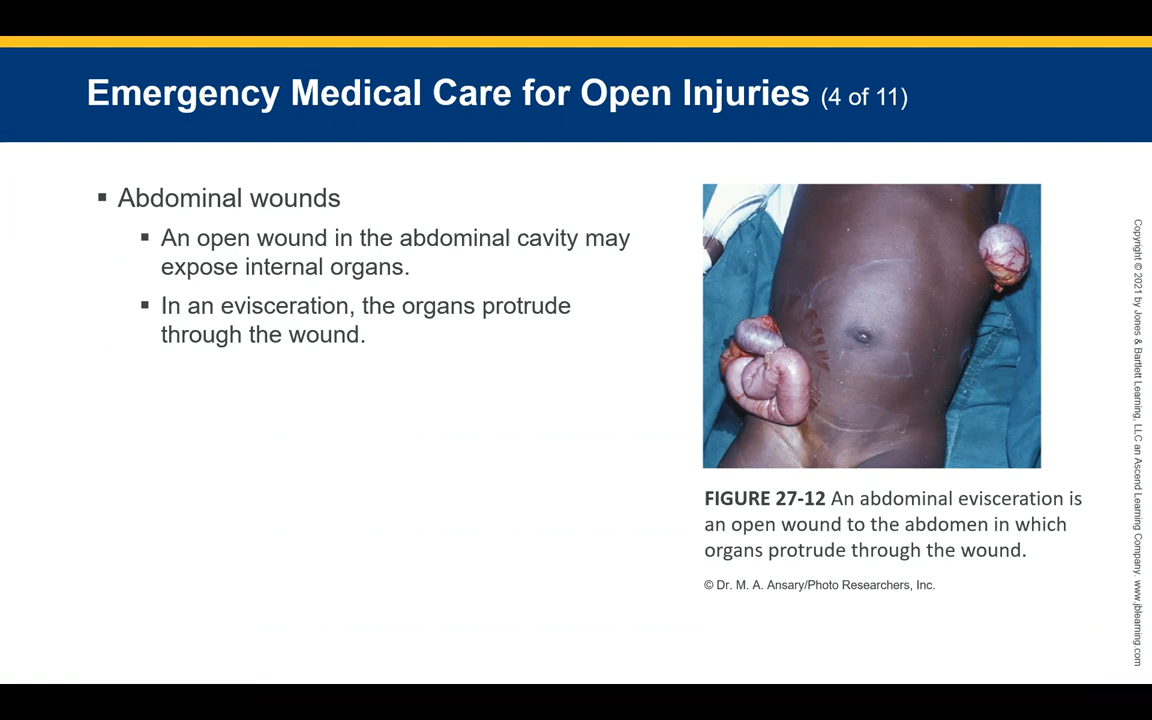 Emergency Medical Care for Open Injuries (4 of 11)
▪ Abdominal wounds
▪ An open wound in the abdominal cavity may
expose internal organs.
▪ In an evisceration, the organs protrude
through the wound.
FIGURE 27-12 An abdominal evisceration is
an open wound to the abdomen in which
organs protrude through the wound.
© Dr. M. A. Ansary/Photo Researchers, Inc.
Copyright © 2021 by Jones & Bartlett Learning, LLC an Ascend Learning Company. www.jblearning.com